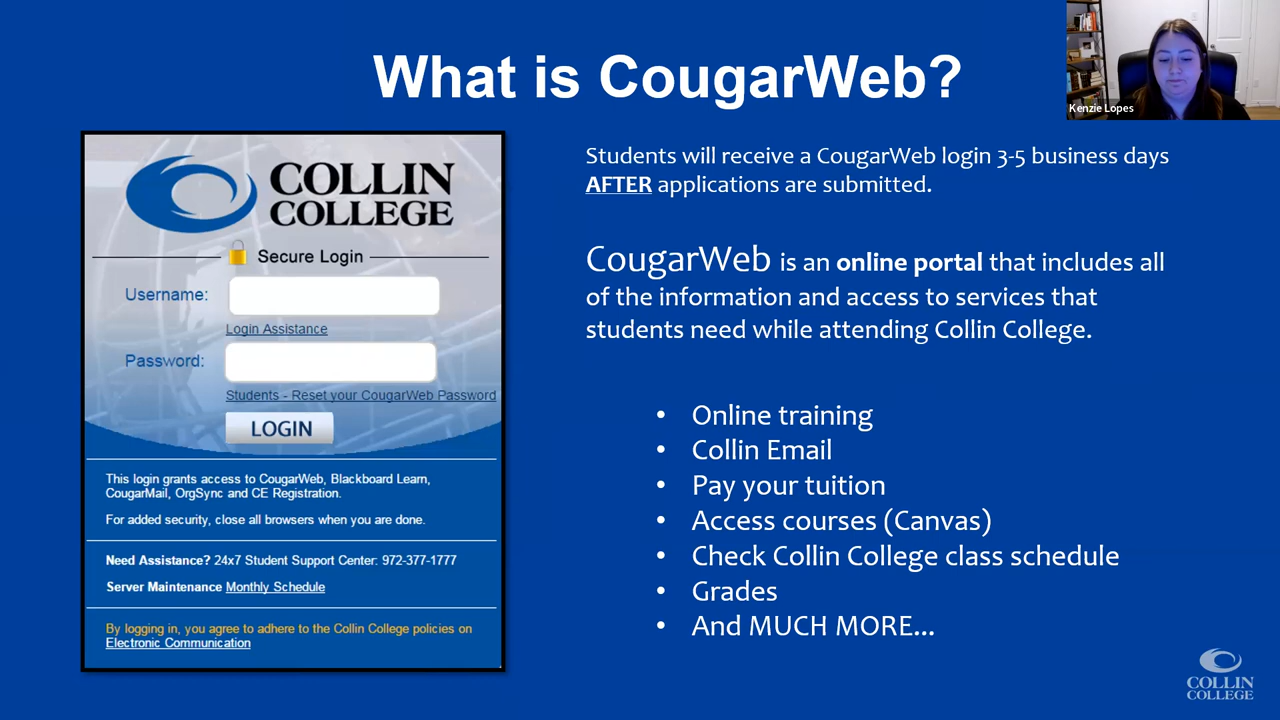 What is CougarWeb?
Kenzie Lopes
COLLIN
COLLEGE
Secure Login
Username:
Login Assistance
Password:
Students - Reset your CougarWeb Password
LOGIN
This login grants access to CougarWeb, Blackboard Learn,
CougarMail, OrgSync and CE Registration.
For added security, close all browsers when you are done.
Need Assistance? 24x7 Student Support Center: 972-377-1777
Server Maintenance Monthly Schedule
By logging in, you agree to adhere to the Collin College policies on
Electronic Communication
Students will receive a CougarWeb login 3-5 business days
AFTER applications are submitted.
CougarWeb is an online portal that includes all
of the information and access to services that
students need while attending Collin College.
• Online training
• Collin Email
• Pay your tuition
• Access courses (Canvas)
• Check Collin College class schedule
• Grades
• And MUCH MORE...
COLLIN
COLLEGE